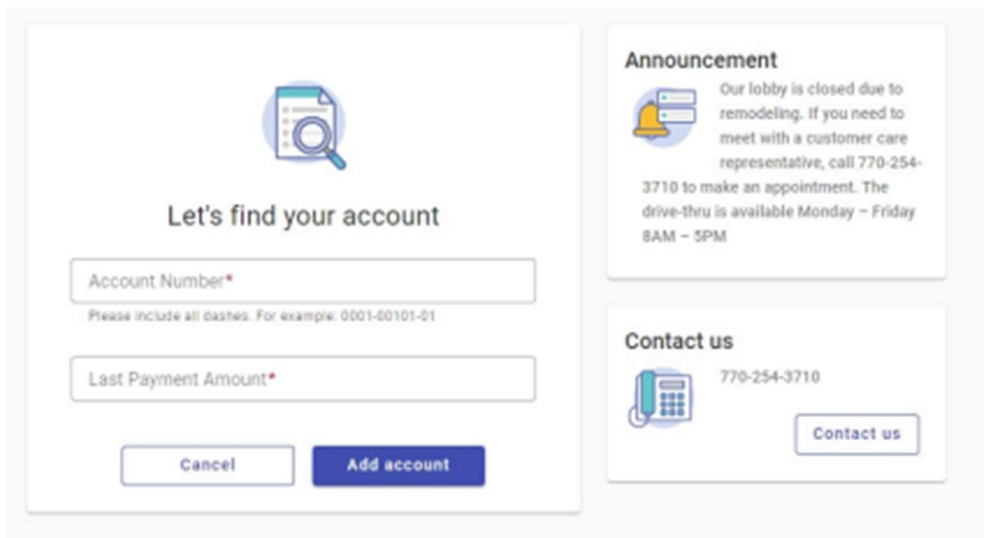 Let's find your account
Account Number*
Please include all dashes. For example: 0001-00101-01
Last Payment Amount*
Cancel
Add account
Announcement
Our lobby is closed due to
remodeling. If you need to
meet with a customer care
representative, call 770-254-
3710 to make an appointment. The
drive-thru is available Monday – Friday
8AM – 5PM
Contact us
770-254-3710
Contact us